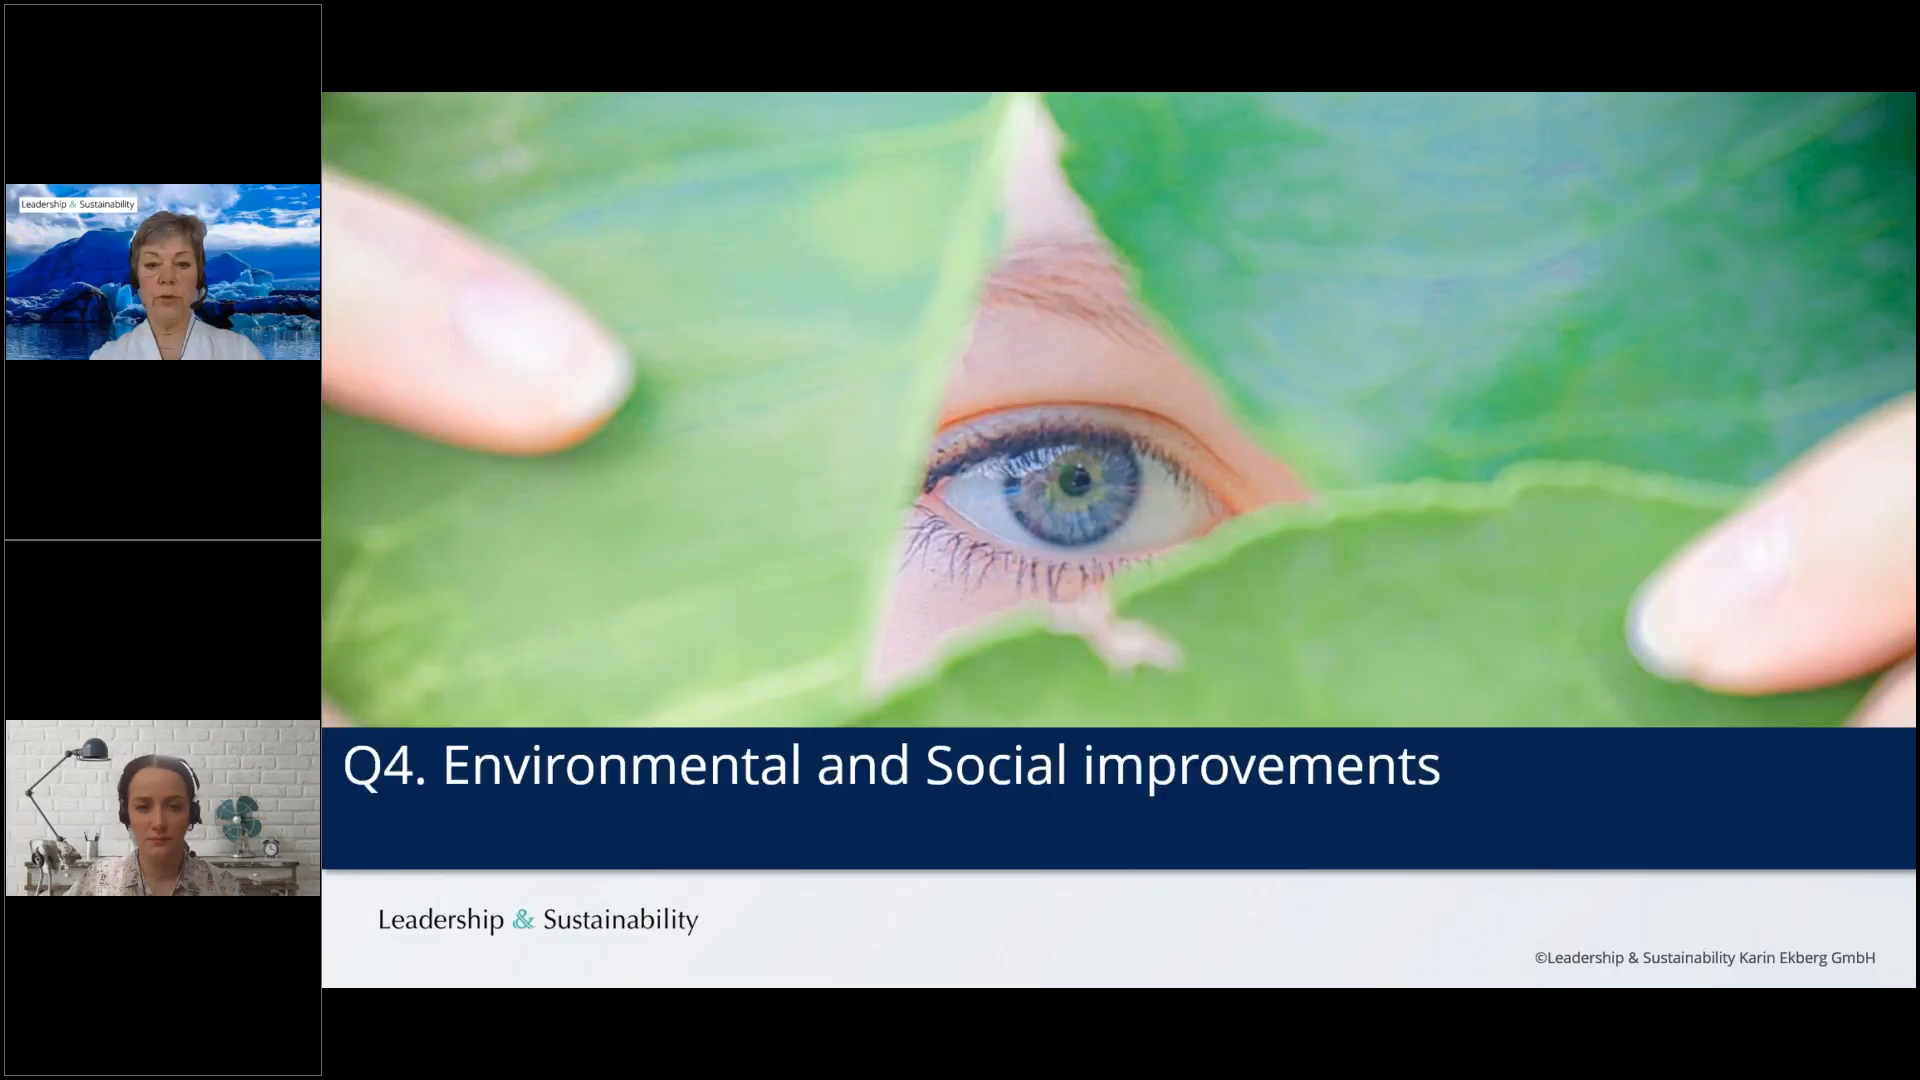 Leadership & Sustainability
Q4. Environmental and Social improvements
Leadership & Sustainability
©Leadership & Sustainability Karin Ekberg GmbH